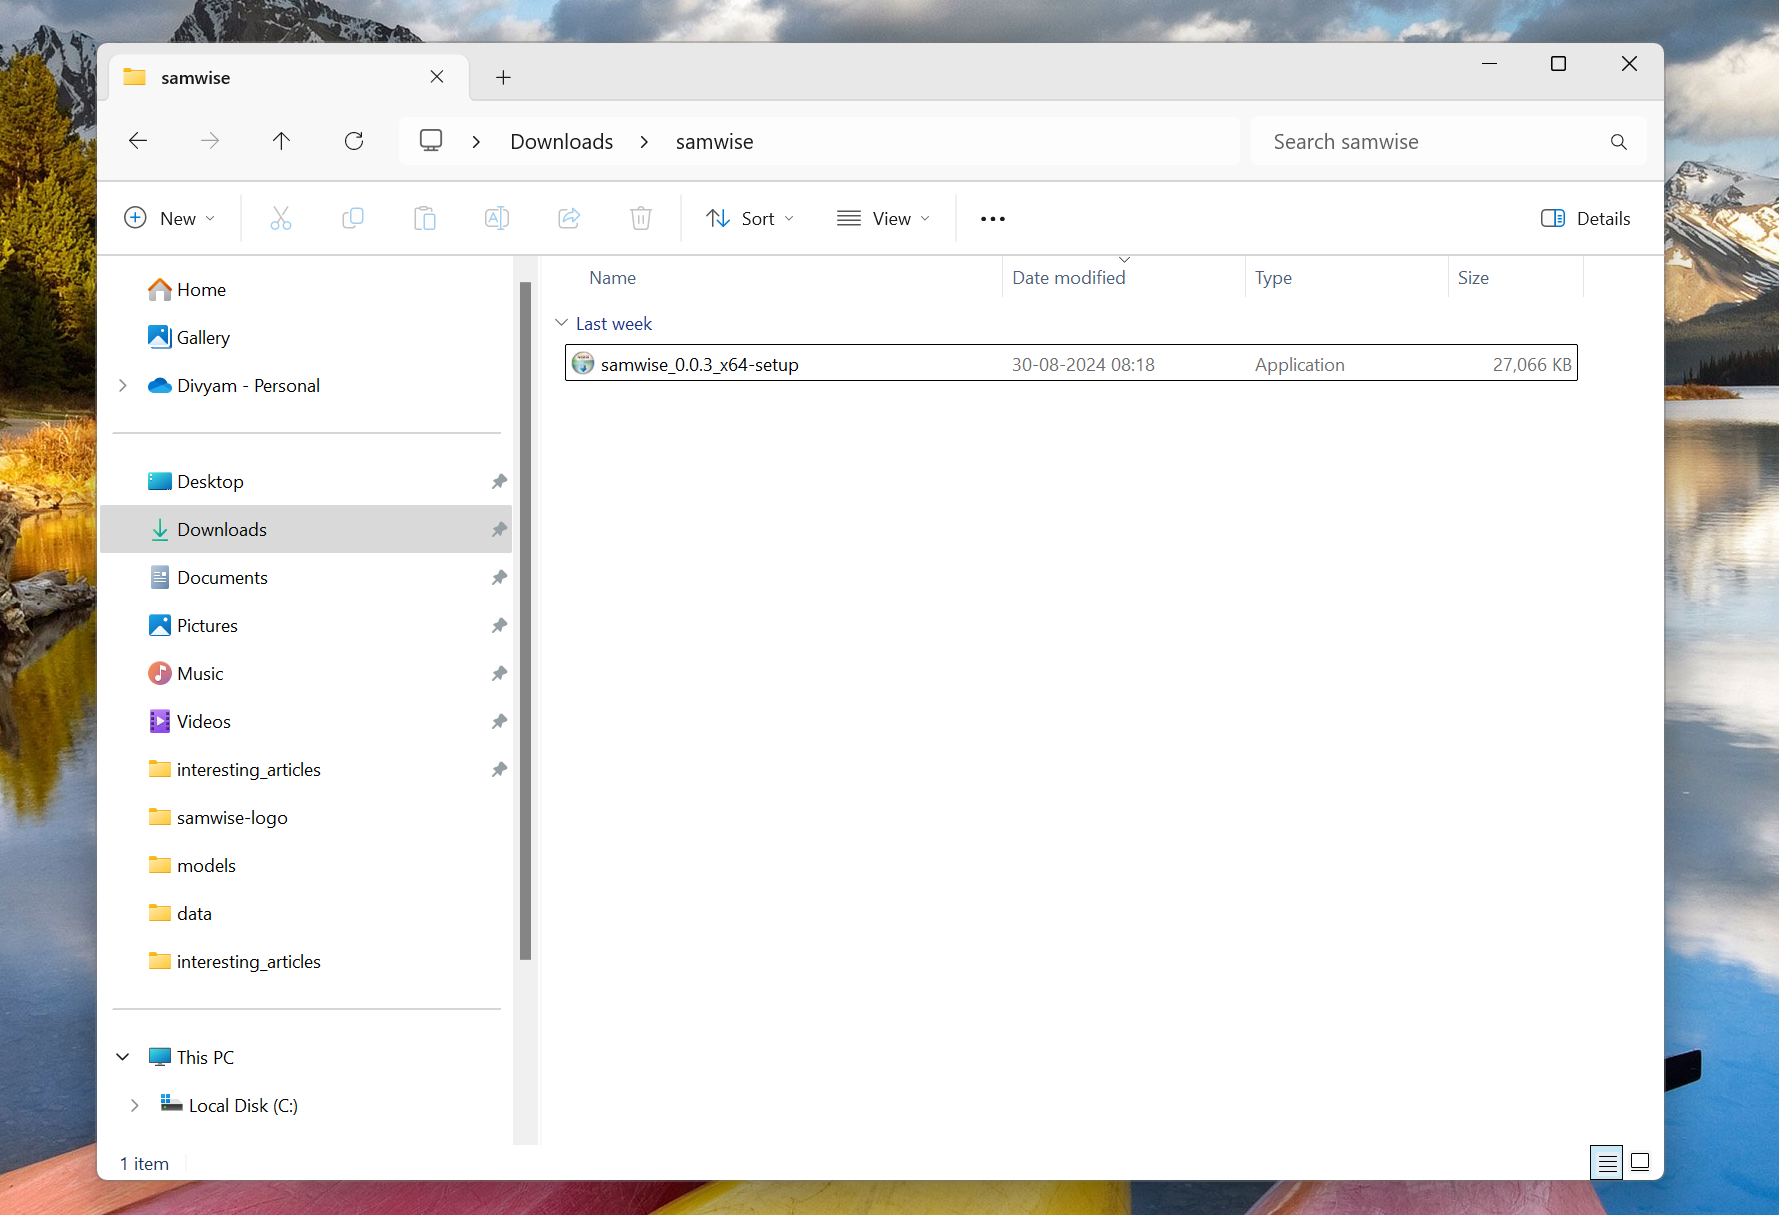 samwise
Downloads
samwise
Search samwise
New
Sort
View
Details
Home
Gallery
Divyam - Personal
Desktop
Downloads
Documents
Pictures
Music
Videos
interesting_articles
samwise-logo
models
data
interesting_articles
This PC
Local Disk (C:)
Name Date modified Type Size
Last week
samwise_0.0.3_x64-setup 30-08-2024 08:18 Application 27,066 KB
1 item